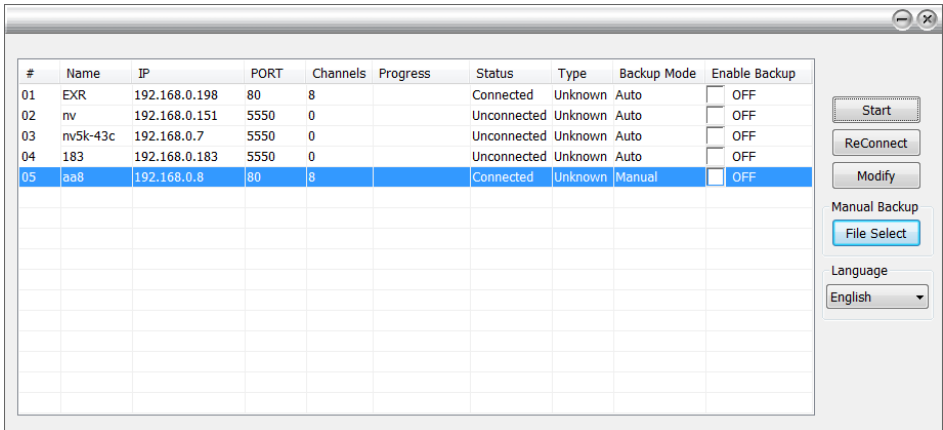 # Name IP PORT Channels Progress Status Type Backup Mode Enable Backup
01 EXR 192.168.0.198 80 8 Connected Unknown Auto OFF
02 nv 192.168.0.151 5550 0 Unconnected Unknown Auto OFF
03 nv5k-43c 192.168.0.7 5550 0 Unconnected Unknown Auto OFF
04 183 192.168.0.183 5550 0 Unconnected Unknown Auto OFF
05 aa8 192.168.0.8 80 8 Connected Unknown Manual OFF
Start
ReConnect
Modify
Manual Backup
File Select
Language
English